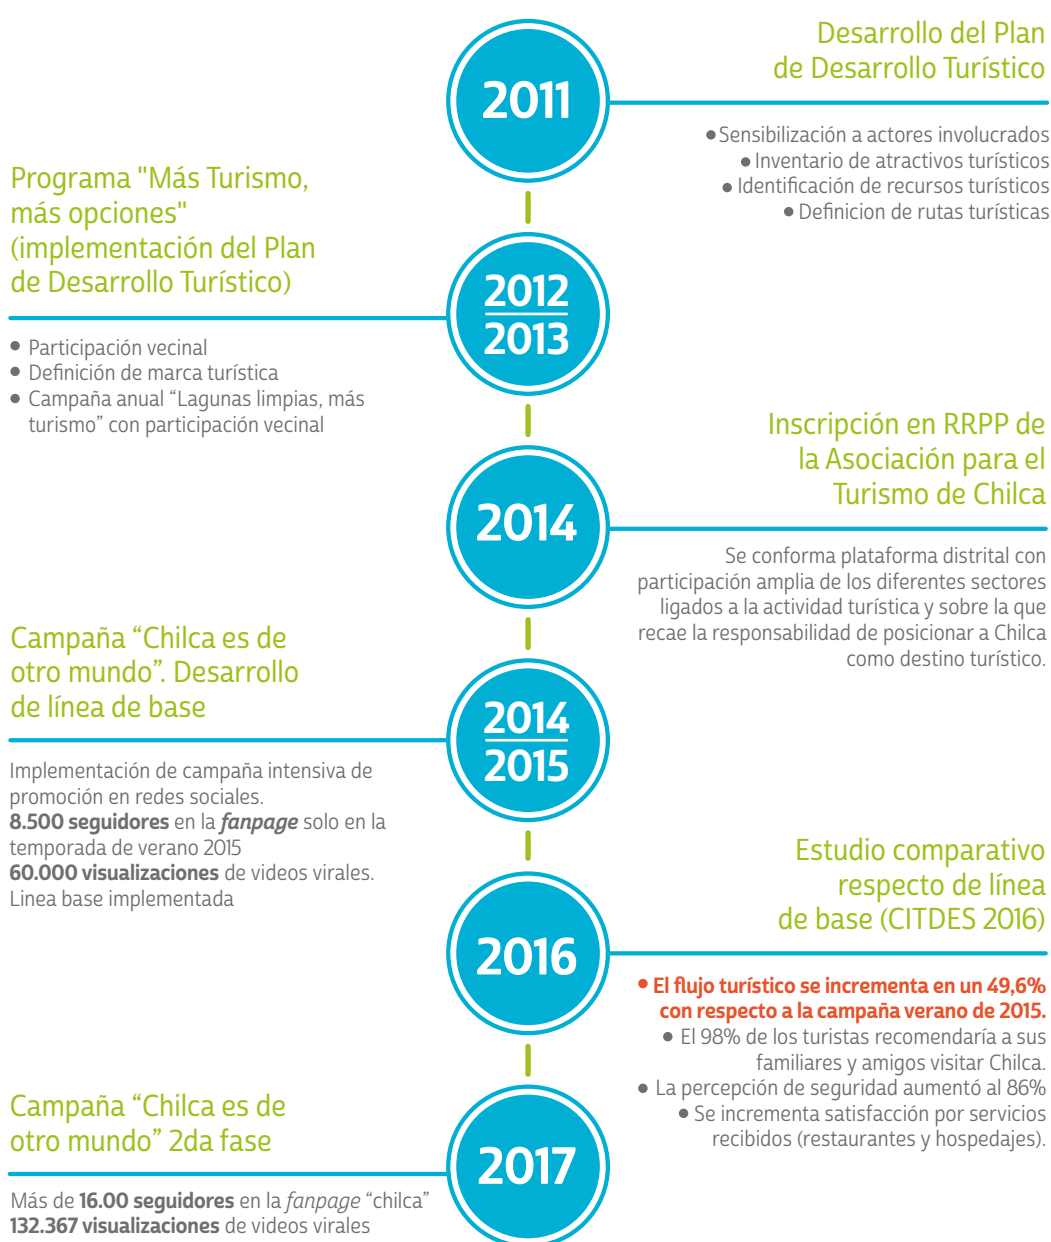 2011
Desarrollo del Plan
de Desarrollo Turístico
• Sensibilización a actores involucrados
• Inventario de atractivos turísticos
• Identificación de recursos turísticos
• Definicion de rutas turísticas
Programa "Más Turismo,
más opciones"
(implementación del Plan
de Desarrollo Turístico)
2012
2013
• Participación vecinal
• Definición de marca turística
• Campaña anual “Lagunas limpias, más
turismo” con participación vecinal
2014
Inscripción en RRPP de
la Asociación para el
Turismo de Chilca
Se conforma plataforma distrital con
participación amplia de los diferentes sectores
ligados a la actividad turística y sobre la que
recae la responsabilidad de posicionar a Chilca
como destino turístico.
Campaña “Chilca es de
otro mundo”. Desarrollo
de línea de base
2014
2015
Implementación de campaña intensiva de
promoción en redes sociales.
8.500 seguidores en la fanpage solo en la
temporada de verano 2015
60.000 visualizaciones de videos virales.
Linea base implementada
2016
Estudio comparativo
respecto de línea
de base (CITDES 2016)
• El flujo turístico se incrementa en un 49,6%
con respecto a la campaña verano de 2015.
• El 98% de los turistas recomendaría a sus
familiares y amigos visitar Chilca.
• La percepción de seguridad aumentó al 86%
• Se incrementa satisfacción por servicios
recibidos (restaurantes y hospedajes).
Campaña “Chilca es de
otro mundo” 2da fase
2017
Más de 16.00 seguidores en la fanpage “chilca”
132.367 visualizaciones de videos virales